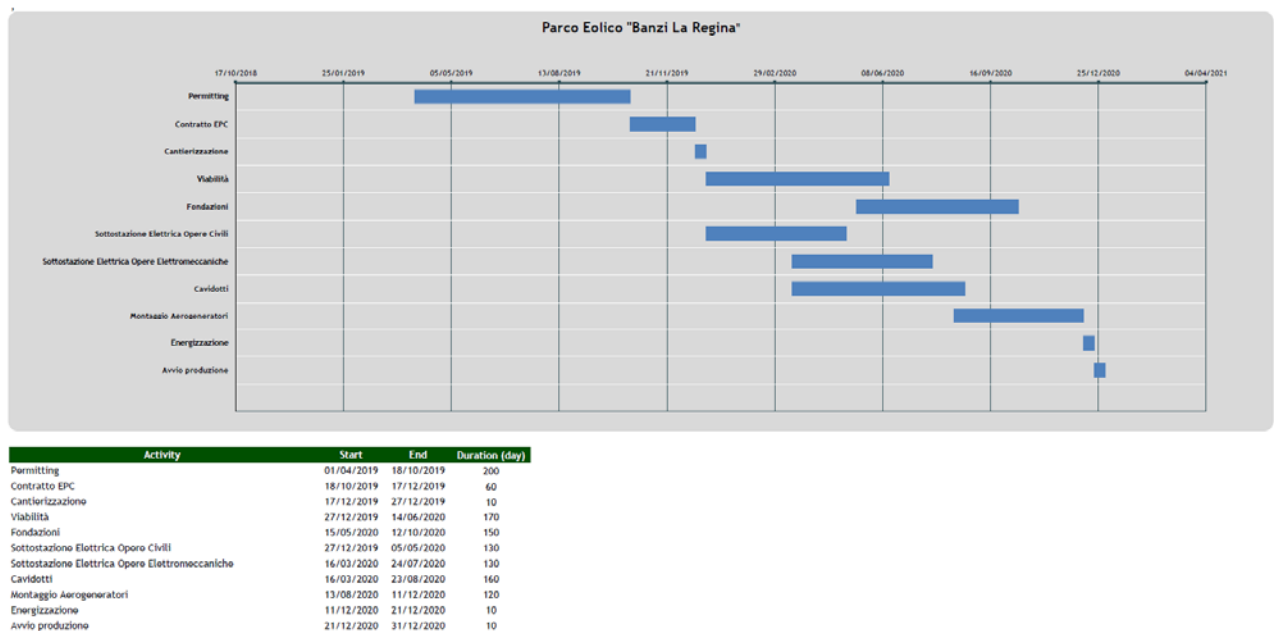 Parco Eolico "Banzi La Regina"
17/10/2018 25/01/2019 05/05/2019 13/08/2019 21/11/2019 29/02/2020 08/06/2020 16/09/2020 25/12/2020 04/04/2021
Permitting
Contratto EPC
Cantierizzazione
Viabilità
Fondazioni
Sottostazione Elettrica Opere Civili
Sottostazione Elettrica Opere Elettromeccaniche
Cavidotti
Montaggio Aerogeneratori
Energizzazione
Avvio produzione
Activity Start End Duration (day)
Permitting 01/04/2019 18/10/2019 200
Contratto EPC 18/10/2019 17/12/2019 60
Cantierizzazione 17/12/2019 27/12/2019 10
Viabilità 27/12/2019 14/06/2020 170
Fondazioni 15/05/2020 12/10/2020 150
Sottostazione Elettrica Opere Civili 27/12/2019 05/05/2020 130
Sottostazione Elettrica Opere Elettromeccaniche 16/03/2020 24/07/2020 130
Cavidotti 16/03/2020 23/08/2020 160
Montaggio Aerogeneratori 13/08/2020 11/12/2020 120
Energizzazione 11/12/2020 21/12/2020 10
Avvio produzione 21/12/2020 31/12/2020 10